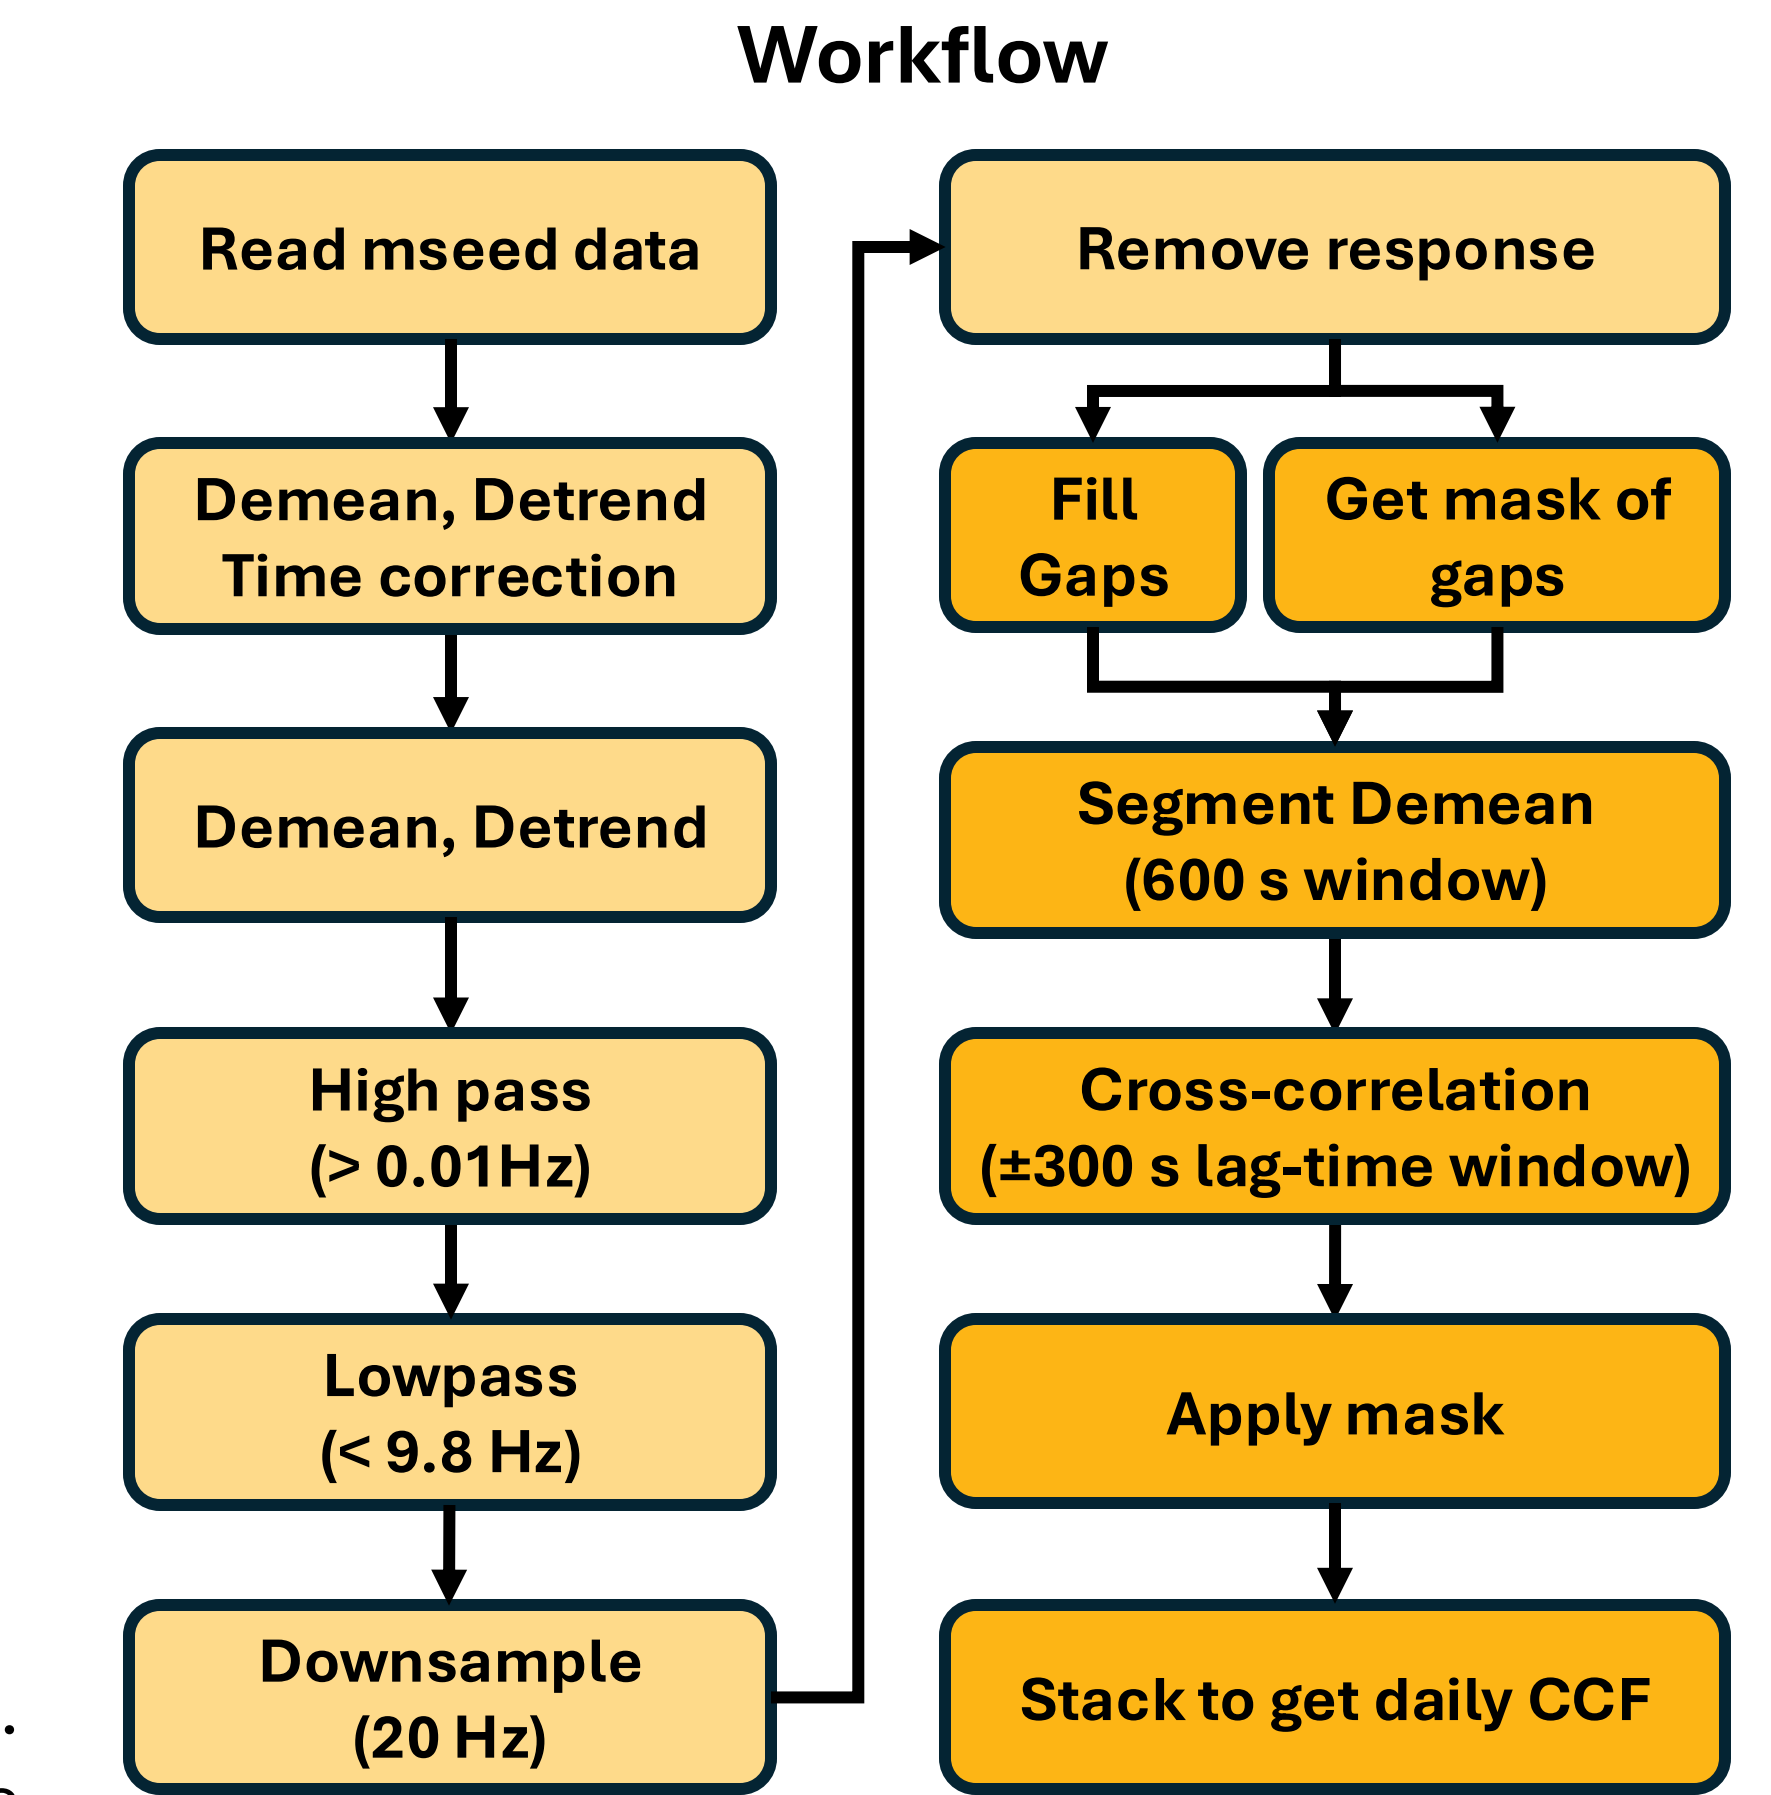 Workflow
Read mseed data
Demean, Detrend
Time correction
Demean, Detrend
High pass
(> 0.01Hz)
Lowpass
(< 9.8 Hz)
Downsample
(20 Hz)
Remove response
Fill
Gaps
Get mask of
gaps
Segment Demean
(600 s window)
Cross-correlation
(±300 s lag-time window)
Apply mask
Stack to get daily CCF